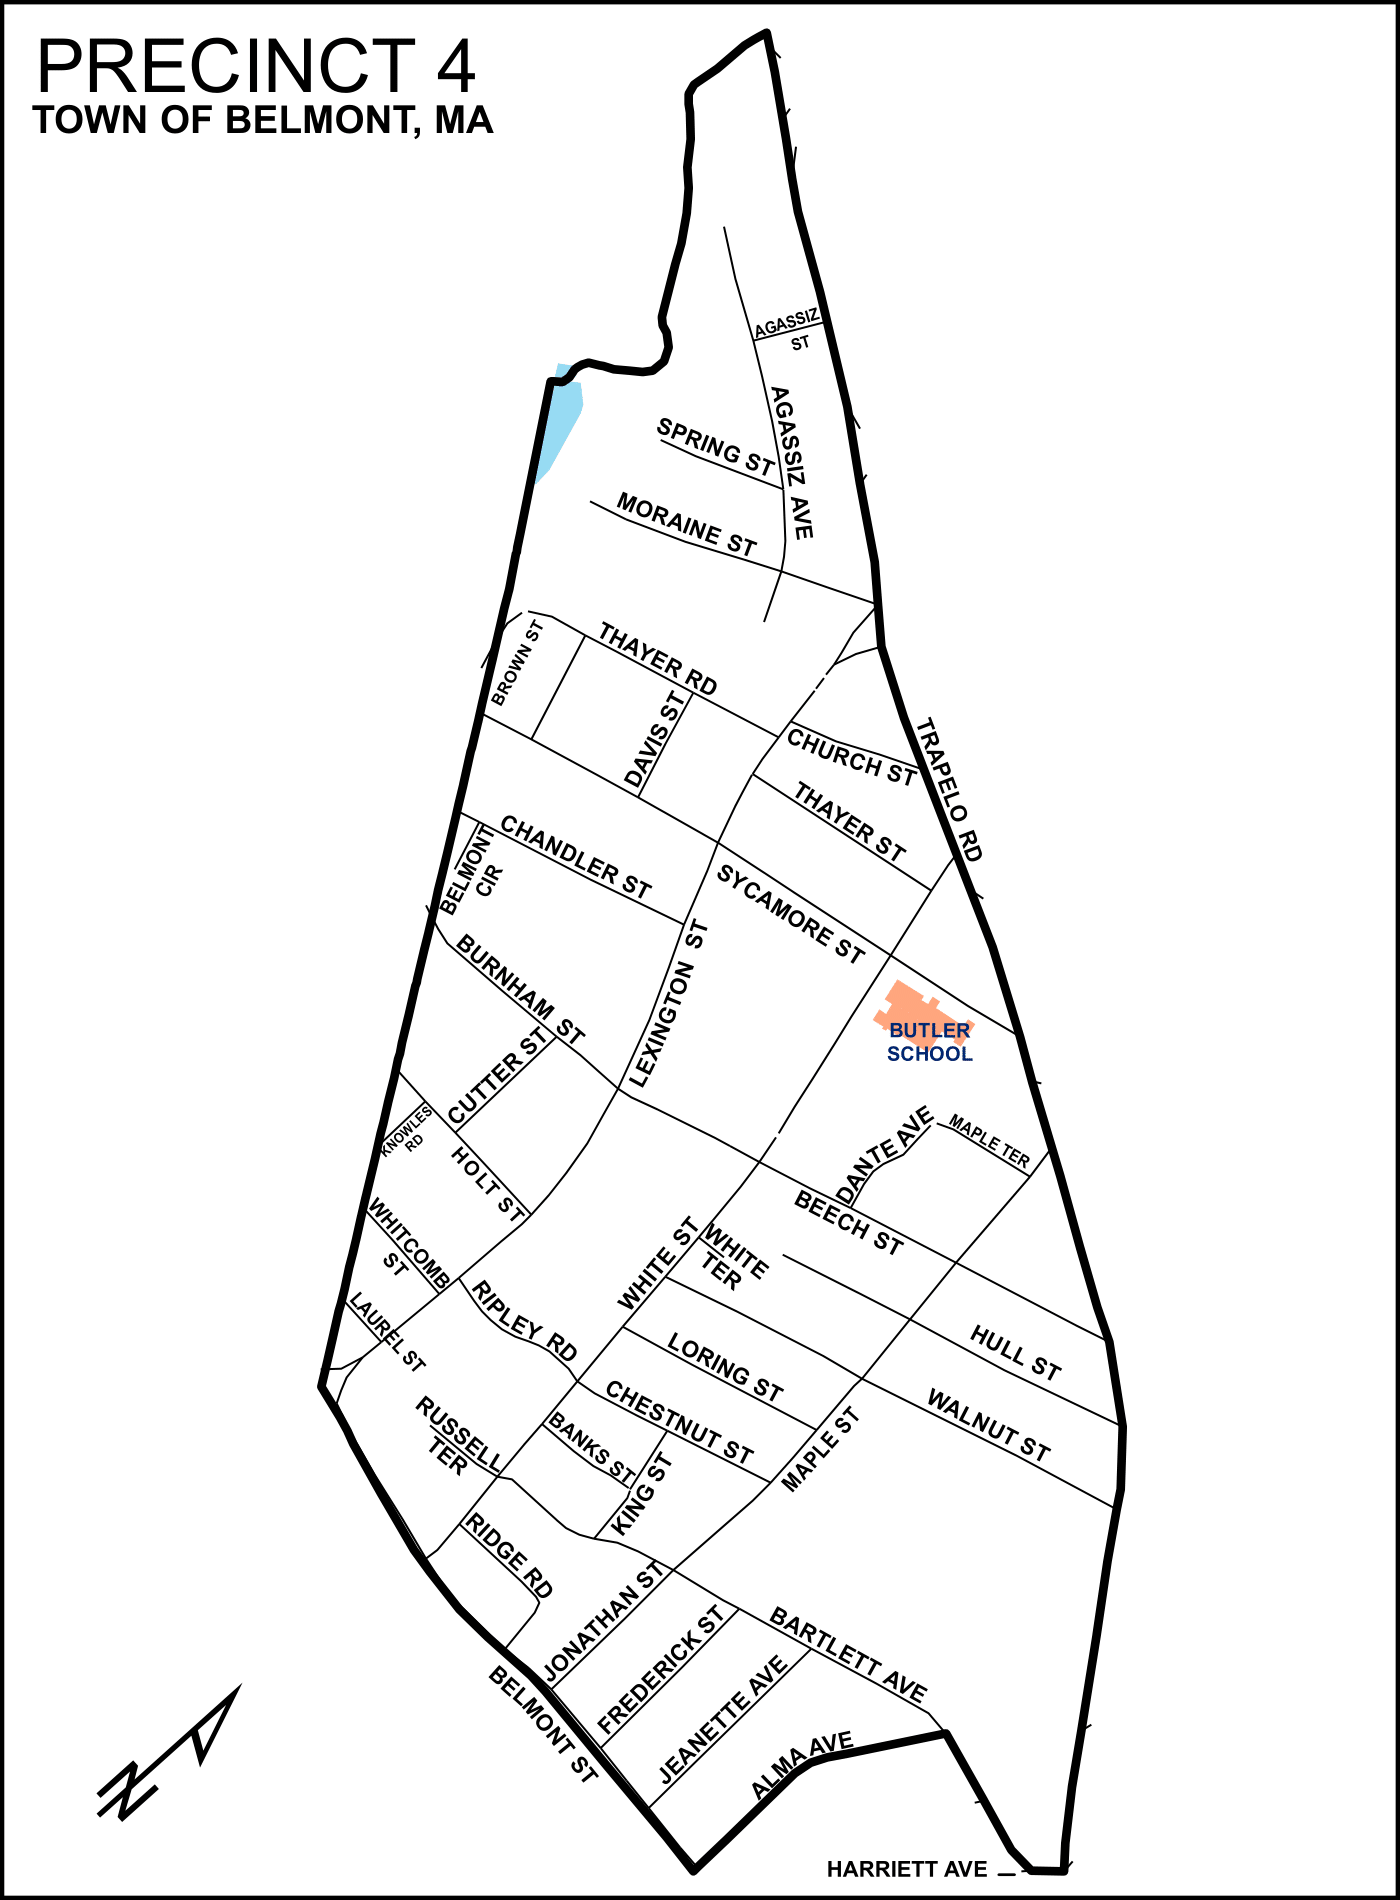 PRECINCT 4
TOWN OF BELMONT, MA
AGASSIZ
ST
AGASSIZ AVE
SPRING ST
MORAINE ST
BROWN ST
THAYER RD
DAVIS ST
CHURCH ST
TRAPELO RD
THAYER ST
CHANDLER ST
BELMONT
CIR
SYCAMORE ST
BURNHAM ST
LEXINGTON ST
BUTLER
SCHOOL
CUTTER ST
KNOWLES
RD
HOLT ST
DANTE AVE
MAPLE TER
BEECH ST
WHITCOMB
ST
WHITE ST
WHITE
TER
LAUREL ST
RIPLEY RD
HULL ST
LORING ST
CHESTNUT ST
WALNUT ST
RUSSELL
TER
BANKS ST
KING ST
MAPLE ST
RIDGE RD
JONATHAN ST
FREDERICK ST
BARTLETT AVE
JEANETTE AVE
BELMONT ST
ALMA AVE
N
HARRIETT AVE